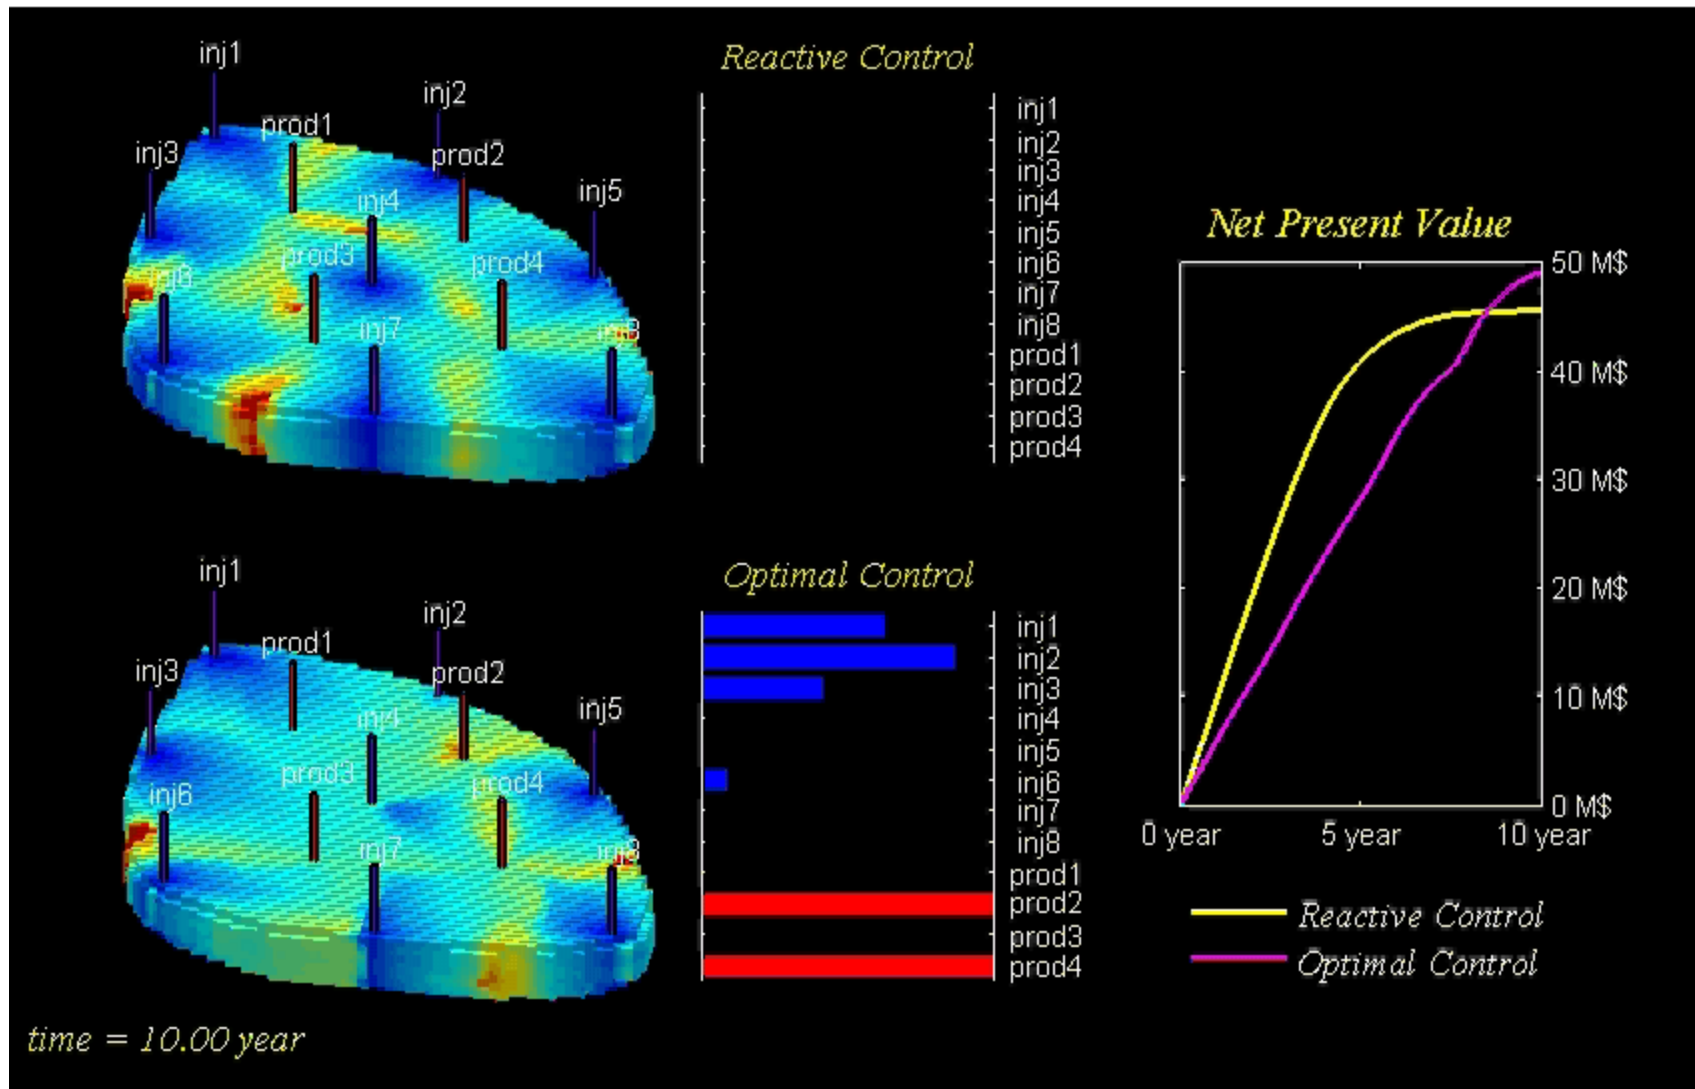 inj1
inj2
prod1
inj3
prod2
inj4
inj5
prod3
prod4
inj6
inj7
inj8
Reactive Control
inj1
inj2
inj3
inj4
inj5
inj6
inj7
inj8
prod1
prod2
prod3
prod4
inj1
inj2
prod1
inj3
prod2
inj4
inj5
prod3
prod4
inj6
inj7
inj8
Optimal Control
inj1
inj2
inj3
inj4
inj5
inj6
inj7
inj8
prod1
prod2
prod3
prod4
Net Present Value
50 M$
40 M$
30 M$
20 M$
10 M$
0 M$
0 year
5 year
10 year
Reactive Control
Optimal Control
time = 10.00 year